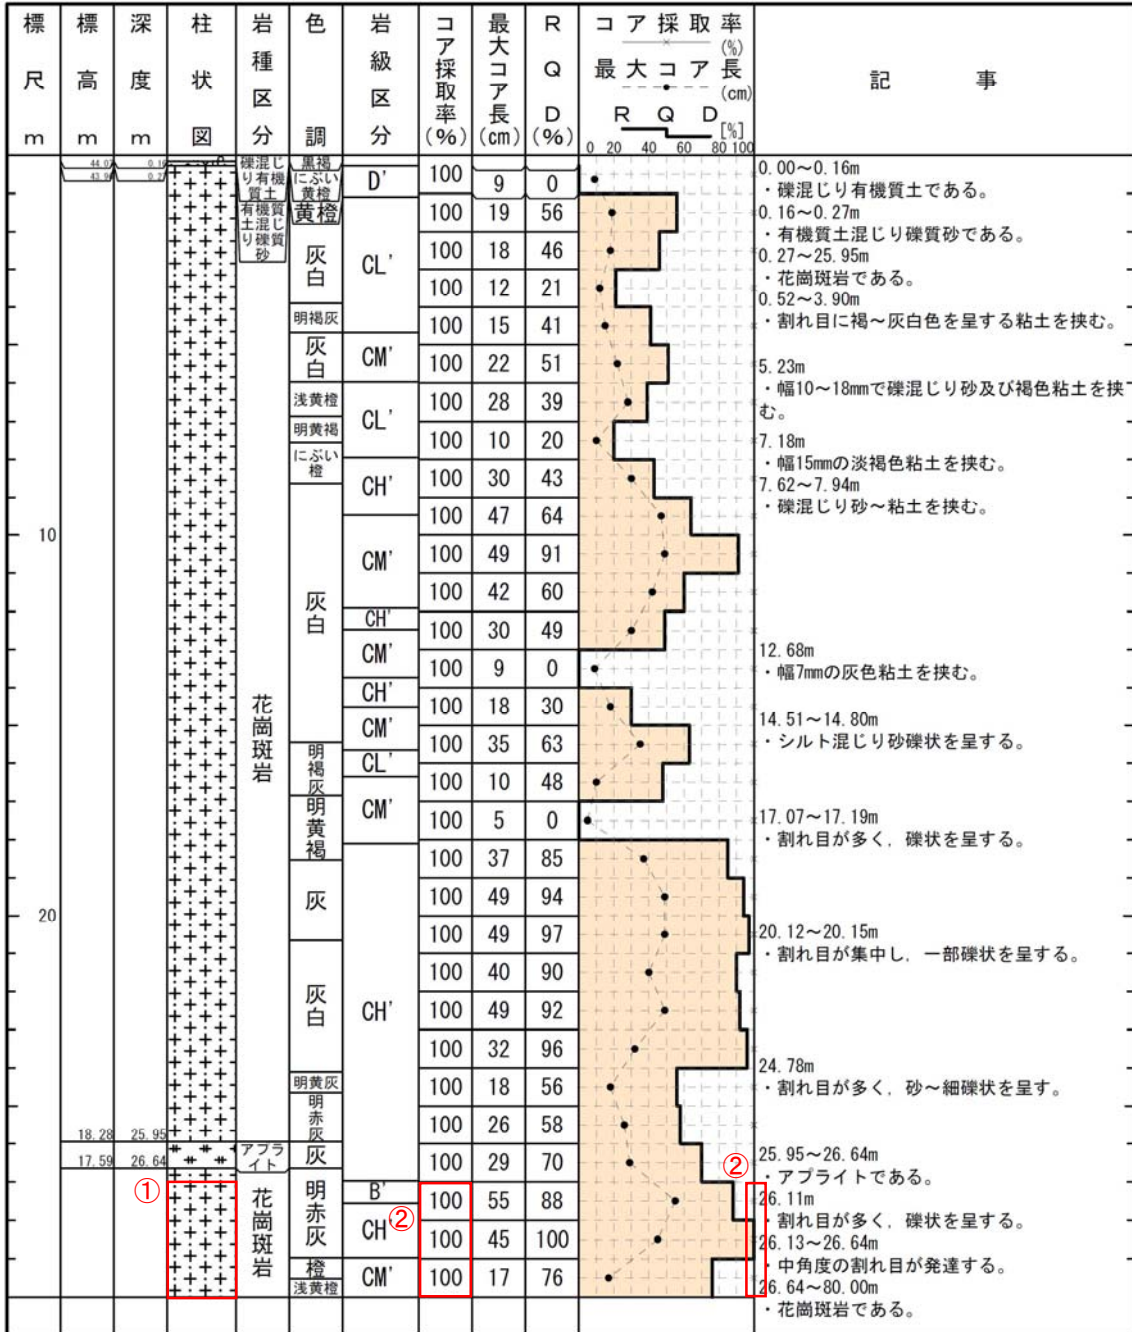 標尺 m
標高 m
深度 m
柱状図
岩種区分
色調
岩級区分
コア採取率(%)
最大コア長(cm)
RQD(%)
コア採取率
(%)
最大コア長
(cm)
R Q D
[%]
0 20 40 60 80 100
記 事
44.07 0.16
43.96 0.27
10
20
18.28 25.95
17.59 26.64
①
礫混じり有機質土
有機質土混じり礫質砂
花崗斑岩
アプライト
花崗斑岩
黒褐
にぶい黄橙
黄橙
灰白
明褐灰
灰白
浅黄橙
明黄褐
にぶい橙
灰白
明褐灰
明黄褐
灰
灰白
明黄灰
明赤灰
灰
明赤灰
橙
浅黄橙
D'
CL'
CM'
CL'
CH'
CM'
CH'
CM'
CH'
CM'
CL'
CM'
CH'
B'
CH'
CM'
②
100 9 0
100 19 56
100 18 46
100 12 21
100 15 41
100 22 51
100 28 39
100 10 20
100 30 43
100 47 64
100 49 91
100 42 60
100 30 49
100 9 0
100 18 30
100 35 63
100 10 48
100 5 0
100 37 85
100 49 94
100 49 97
100 40 90
100 49 92
100 32 96
100 18 56
100 26 58
100 29 70
100 55 88
100 45 100
100 17 76
②
0.00～0.16m
・礫混じり有機質土である。
0.16～0.27m
・有機質土混じり礫質砂である。
0.27～25.95m
・花崗斑岩である。
0.52～3.90m
・割れ目に褐～灰白色を呈する粘土を挟む。
5.23m
・幅10～18mmで礫混じり砂及び褐色粘土を挟
む。
7.18m
・幅15mmの淡褐色粘土を挟む。
7.62～7.94m
・礫混じり砂～粘土を挟む。
12.68m
・幅7mmの灰色粘土を挟む。
14.51～14.80m
・シルト混じり砂礫状を呈する。
17.07～17.19m
・割れ目が多く，礫状を呈する。
20.12～20.15m
・割れ目が集中し，一部礫状を呈する。
24.78m
・割れ目が多く，砂～細礫状を呈す。
25.95～26.64m
・アプライトである。
26.11m
・割れ目が多く，礫状を呈する。
26.13～26.64m
・中角度の割れ目が発達する。
26.64～80.00m
・花崗斑岩である。